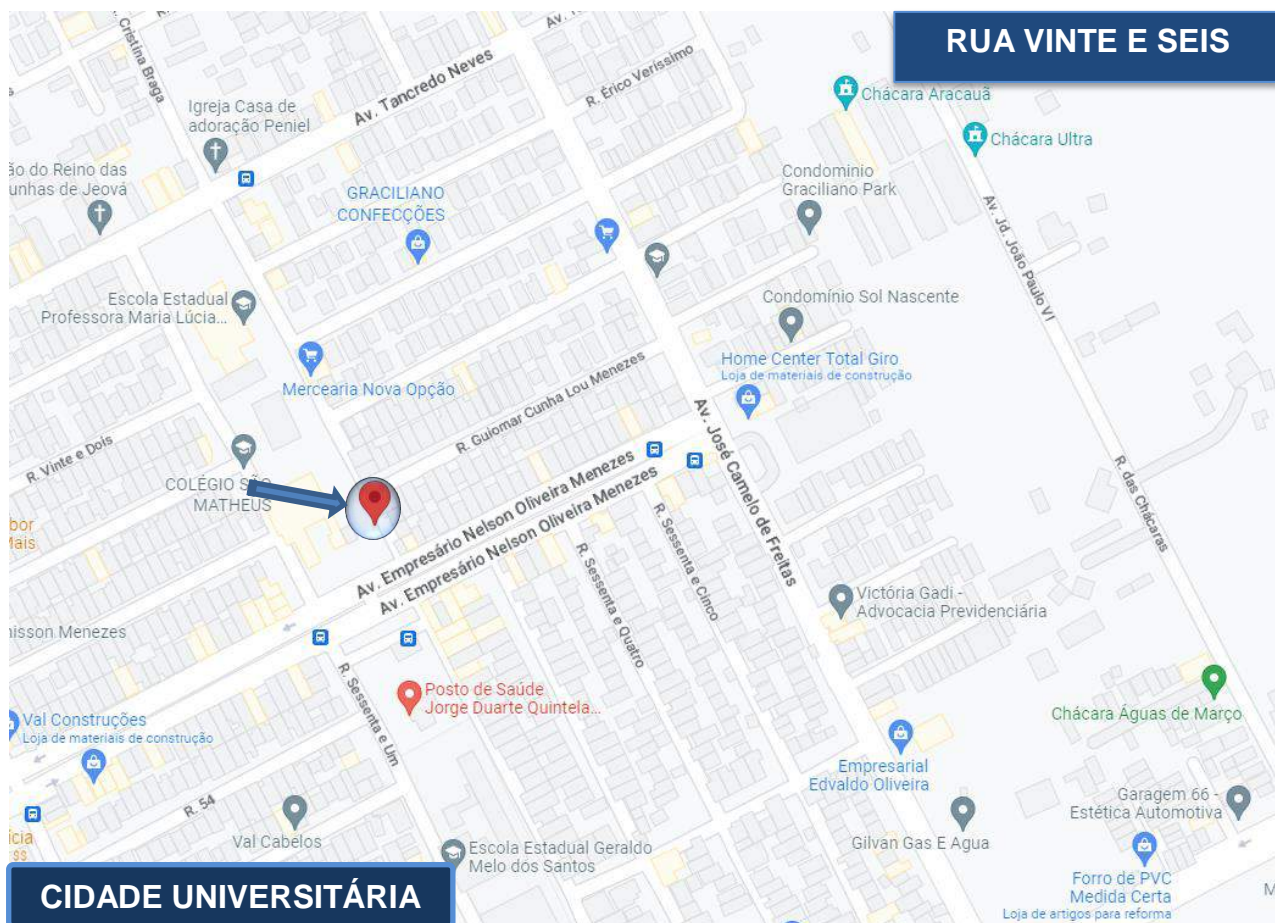 RUA VINTE E SEIS
Cristina Braga
Av. Tancredo Neves
R. Érico Veríssimo
Chácara Aracauã
Chácara Ultra
Igreja Casa de
adoração Peniel
ão do Reino das
unhas de Jeová
GRACILIANO
CONFECÇÕES
Condominio
Graciliano Park
Av. Jd. João Paulo VI
Escola Estadual
Professora Maria Lúcia...
Condomínio Sol Nascente
Mercearia Nova Opção
Home Center Total Giro
Loja de materiais de construção
R. Guiomar Cunha Lou Menezes
Av. José Camelo de Freitas
R. Vinte e Dois
COLÉGIO SÃO
MATHEUS
R. das Chácaras
bor
Mais
Av. Empresário Nelson Oliveira Menezes
Av. Empresário Nelson Oliveira Menezes
R. Sessenta e Cinco
R. Sessenta e Quatro
Victória Gadi -
Advocacia Previdenciária
nisson Menezes
R. Sessenta e Um
Posto de Saúde
Jorge Duarte Quintela...
Chácara Águas de Março
Val Construções
Loja de materiais de construção
Empresarial
Edvaldo Oliveira
Garagem 66 -
Estética Automotiva
R. 54
Val Cabelos
Escola Estadual Geraldo
Melo dos Santos
Gilvan Gas E Agua
ícia
Forro de PVC
Medida Certa
Loja de artigos para reforma
CIDADE UNIVERSITÁRIA